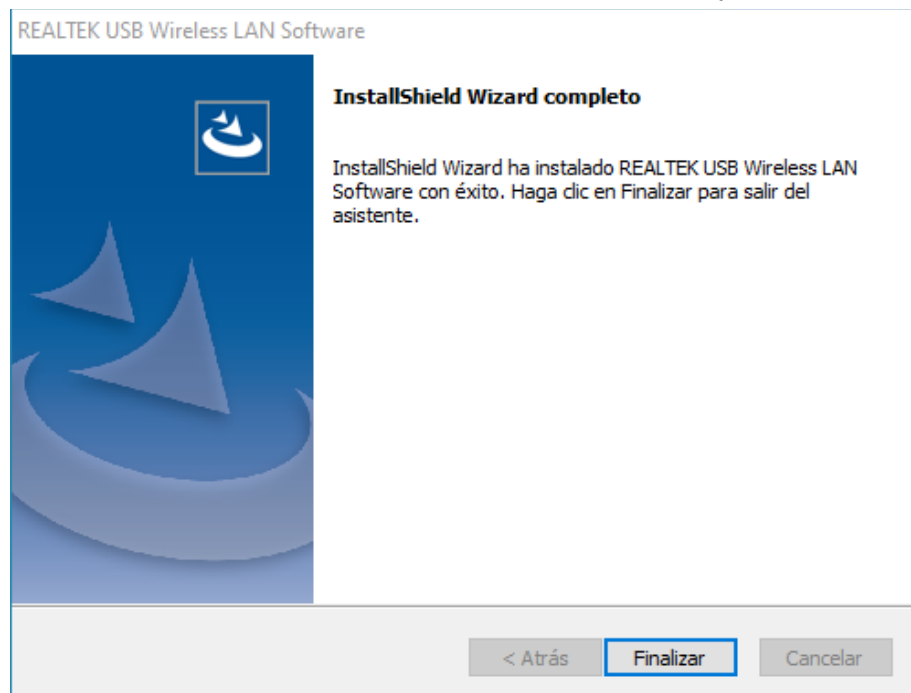 REALTEK USB Wireless LAN Software
InstallShield Wizard completo
InstallShield Wizard ha instalado REALTEK USB Wireless LAN
Software con éxito. Haga clic en Finalizar para salir del
asistente.
< Atrás
Finalizar
Cancelar